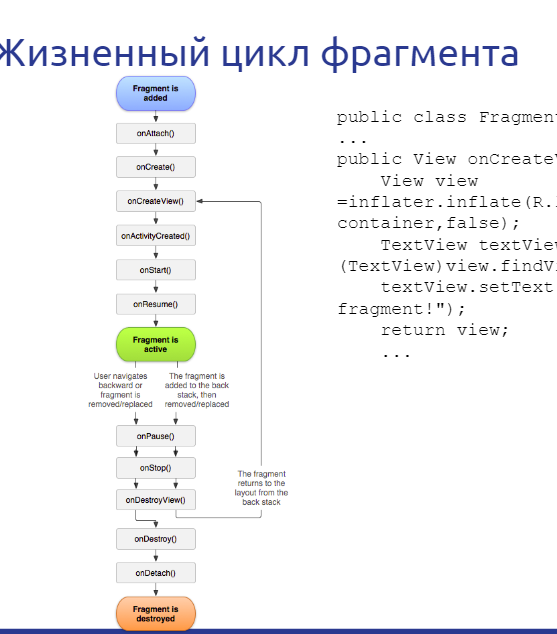 Жизненный цикл фрагмента
Fragment is
added
onAttach()
onCreate()
onCreateView()
onActivityCreated()
onStart()
onResume()
Fragment is
active
User navigates
backward or
fragment is
removed/replaced
The fragment is
added to the back
stack, then
removed/replaced
onPause()
onStop()
onDestroyView()
The fragment
returns to the
layout from the
back stack
onDestroy()
onDetach()
Fragment is
destroyed
public class Fragment
...
public View onCreate
View view
=inflater.inflate(R.
container,false);
TextView textView
(TextView)view.findV
textView.setText
fragment!");
return view;
...